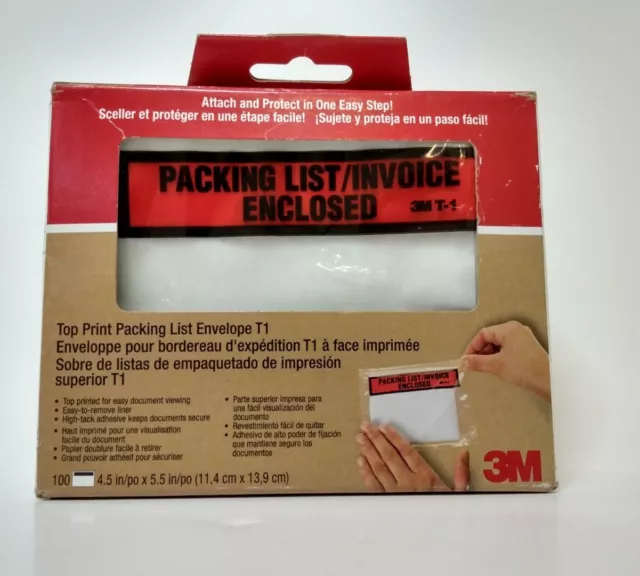 Attach and Protect in One Easy Step!
Sceller et protéger en une étape facile! ¡Sujete y proteja en un paso fácil!
PACKING LIST/INVOICE
ENCLOSED 3M T-1
Top Print Packing List Envelope T1
Enveloppe pour bordereau d'expédition T1 à face imprimée
Sobre de listas de empaquetado de impresión
superior T1
• Top printed for easy document viewing
• Easy-to-remove liner
• High-tack adhesive keeps documents secure
• Haut imprimé pour une visualisation
facile du document
• Papier doublure facile à retirer
• Grand pouvoir adhésif pour sécuriser
• Parte superior impresa para
una fácil visualización del
documento
• Revestimiento fácil de quitar
• Adhesivo de alto poder de fijación
que mantiene seguro los
documentos
PACKING LIST/INVOICE
ENCLOSED
3M
100 4.5 in/po x 5.5 in/po (11,4 cm x 13,9 cm)